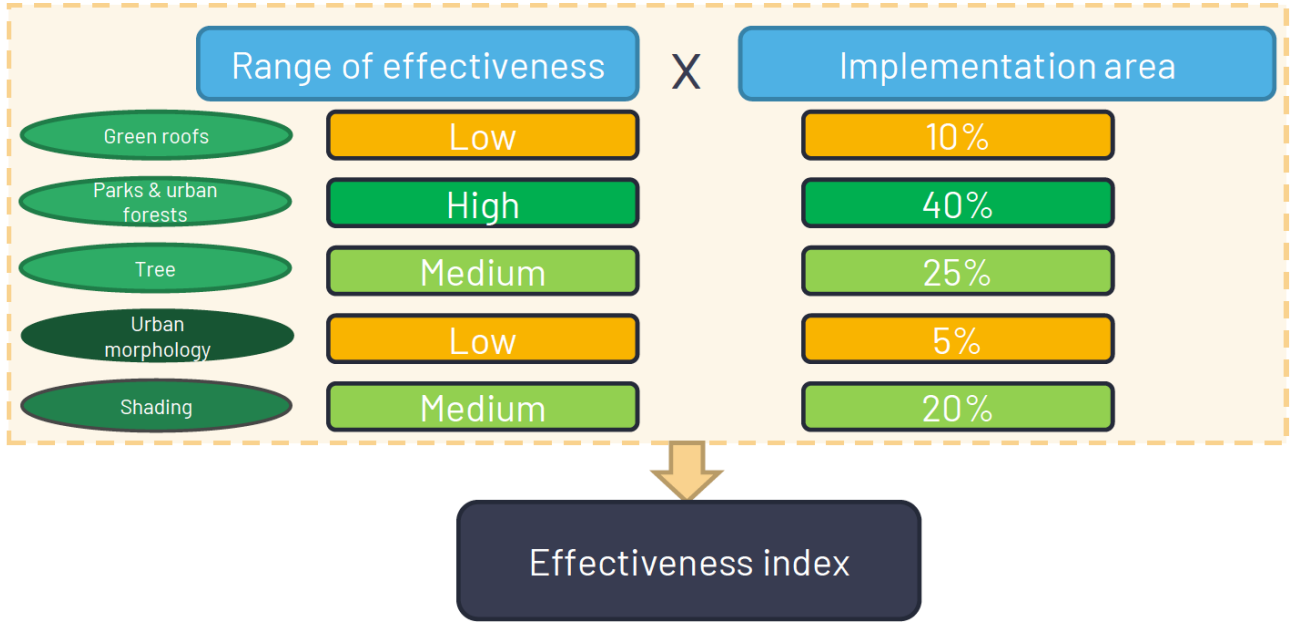 Range of effectiveness X Implementation area
Green roofs Low 10%
Parks & urban
forests High 40%
Tree Medium 25%
Urban
morphology Low 5%
Shading Medium 20%
Effectiveness index